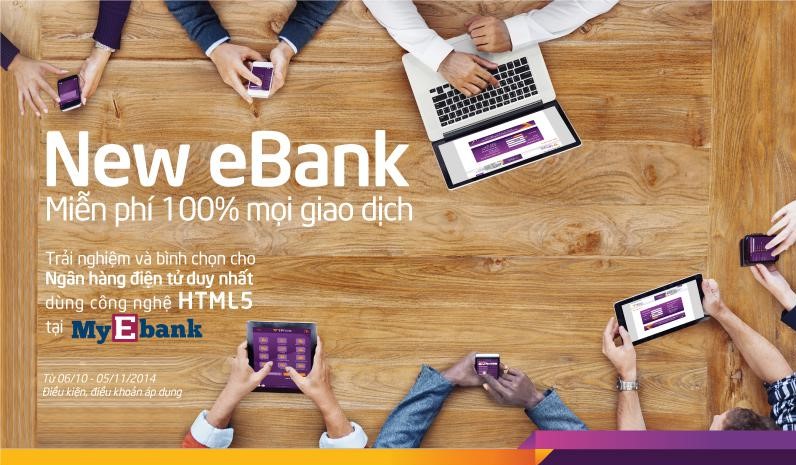 New eBank
Miễn phí 100% mọi giao dịch
Trải nghiệm và bình chọn cho
Ngân hàng điện tử duy nhất
dùng công nghệ HTML5
tại MyEbank
Từ 06/10 - 05/11/2014
Điều kiện, điều khoản áp dụng